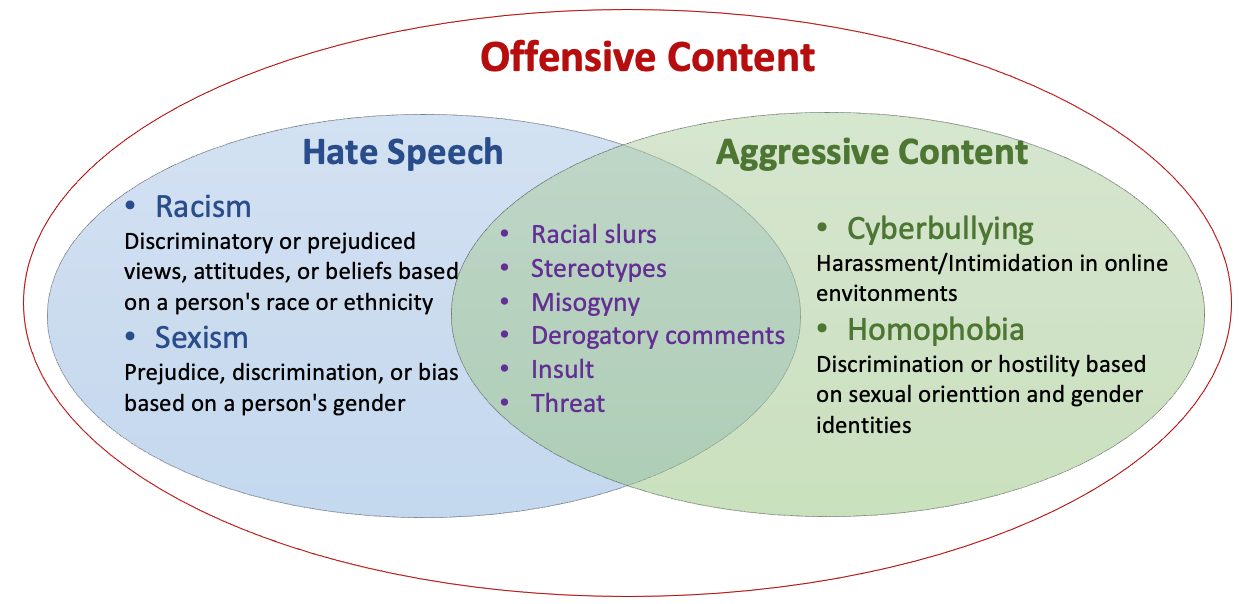 Offensive Content
Hate Speech
• Racism
Discriminatory or prejudiced
views, attitudes, or beliefs based
on a person's race or ethnicity
• Sexism
Prejudice, discrimination, or bias
based on a person's gender
• Racial slurs
• Stereotypes
• Misogyny
• Derogatory comments
• Insult
• Threat
Aggressive Content
• Cyberbullying
Harassment/Intimidation in online
envitonments
• Homophobia
Discrimination or hostility based
on sexual orienttion and gender
identities